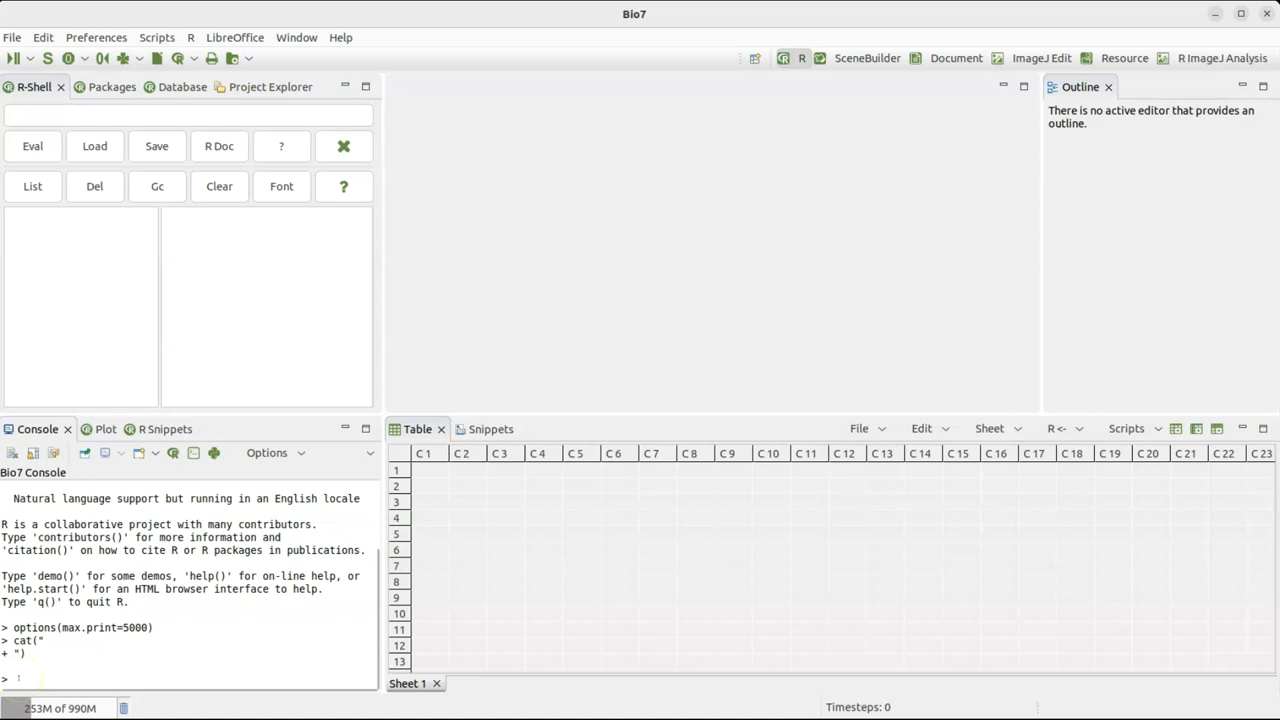 Bio7
File Edit Preferences Scripts R LibreOffice Window Help
R SceneBuilder Document ImageJ Edit Resource R ImageJ Analysis
R-Shell Packages Database Project Explorer
Outline
There is no active editor that provides an
outline.
Eval Load Save R Doc ?
List Del Gc Clear Font ?
Console Plot R Snippets
Options
Bio7 Console
Natural language support but running in an English locale
R is a collaborative project with many contributors.
Type 'contributors()' for more information and
'citation()' on how to cite R or R packages in publications.
Type 'demo()' for some demos, 'help()' for on-line help, or
'help.start()' for an HTML browser interface to help.
Type 'q()' to quit R.
> options(max.print=5000)
> cat("
+ ")
>
Table Snippets File Edit Sheet R <- Scripts
C 1 C 2 C 3 C 4 C 5 C 6 C 7 C 8 C 9 C 10 C 11 C 12 C 13 C 14 C 15 C 16 C 17 C 18 C 19 C 20 C 21 C 22 C 23
1
2
3
4
5
6
7
8
9
10
11
12
13
Sheet 1
253M of 990M
Timesteps: 0